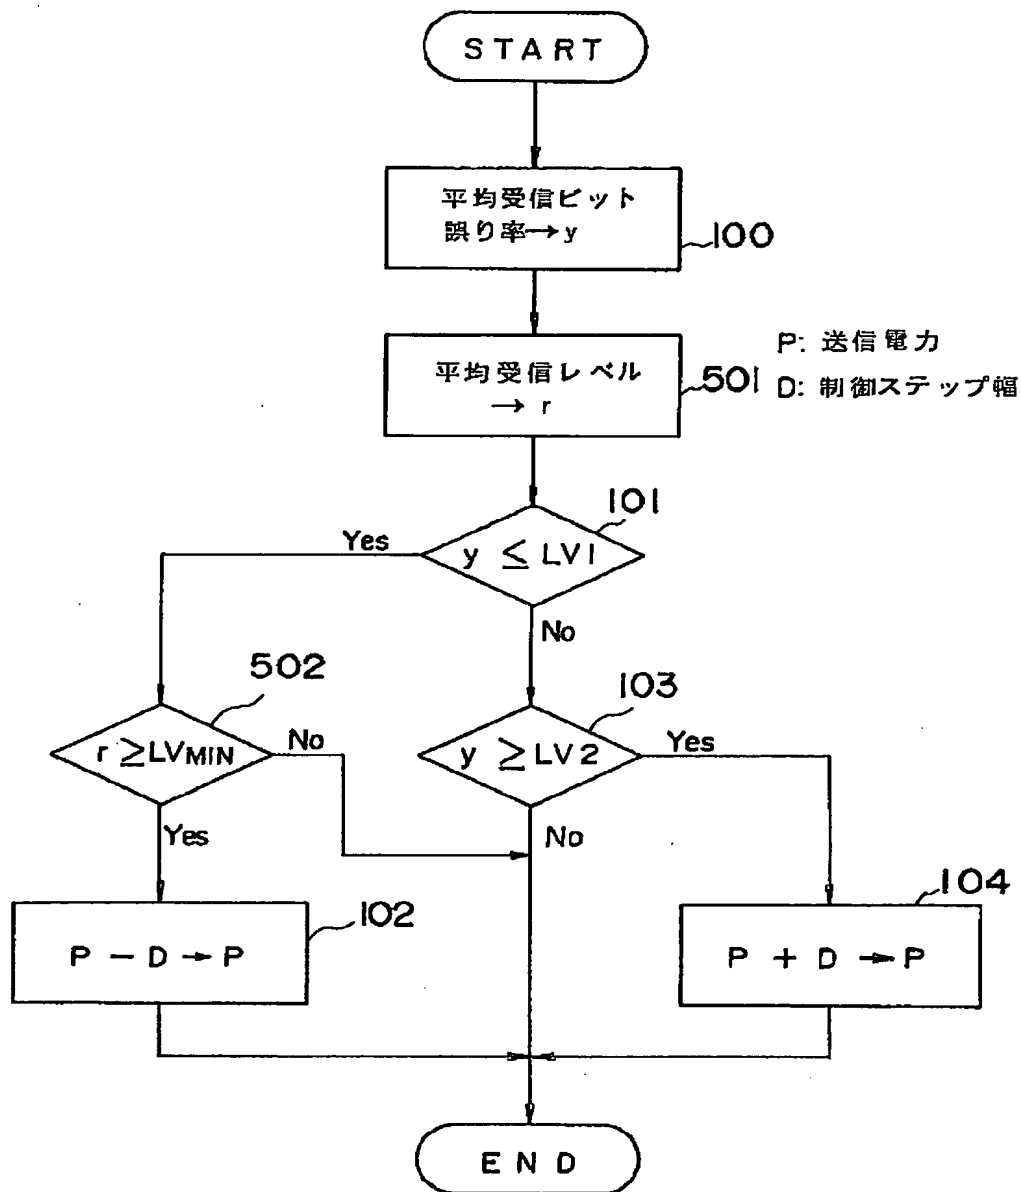 START
平均受信ビット
誤り率→y
100
平均受信レベル
→ r
501
P: 送信電力
D: 制御ステップ幅
101
y ≤ LV1
Yes
No
502
r ≥LVMIN
No
Yes
103
y ≥ LV2
Yes
No
102
P − D → P
104
P + D → P
END